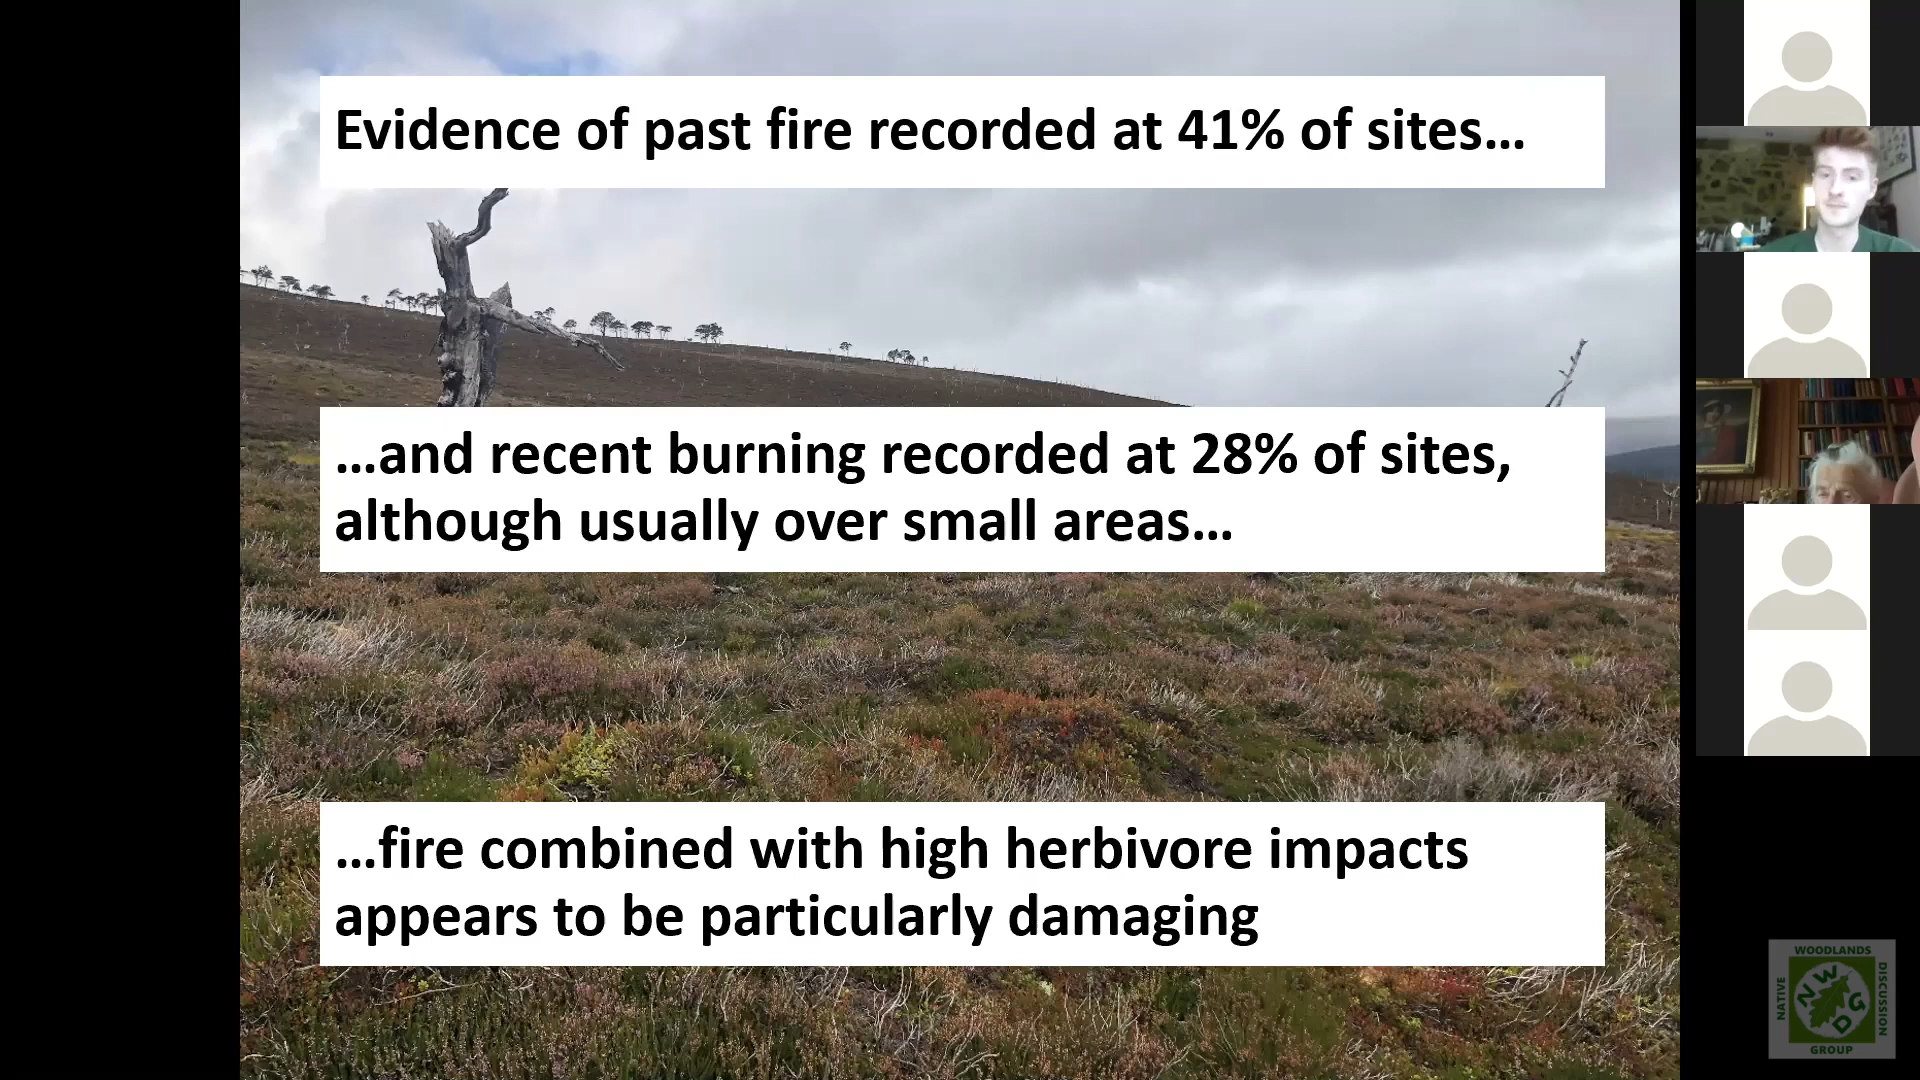 Evidence of past fire recorded at 41% of sites…
…and recent burning recorded at 28% of sites,
although usually over small areas…
…fire combined with high herbivore impacts
appears to be particularly damaging
WOODLANDS
NATIVE
NWDG
DISCUSSION
GROUP